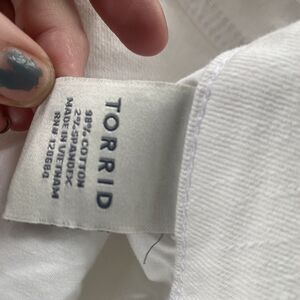 TORRID
98% COTTON
2% SPANDEX
MADE IN VIETNAM
RN# 128684